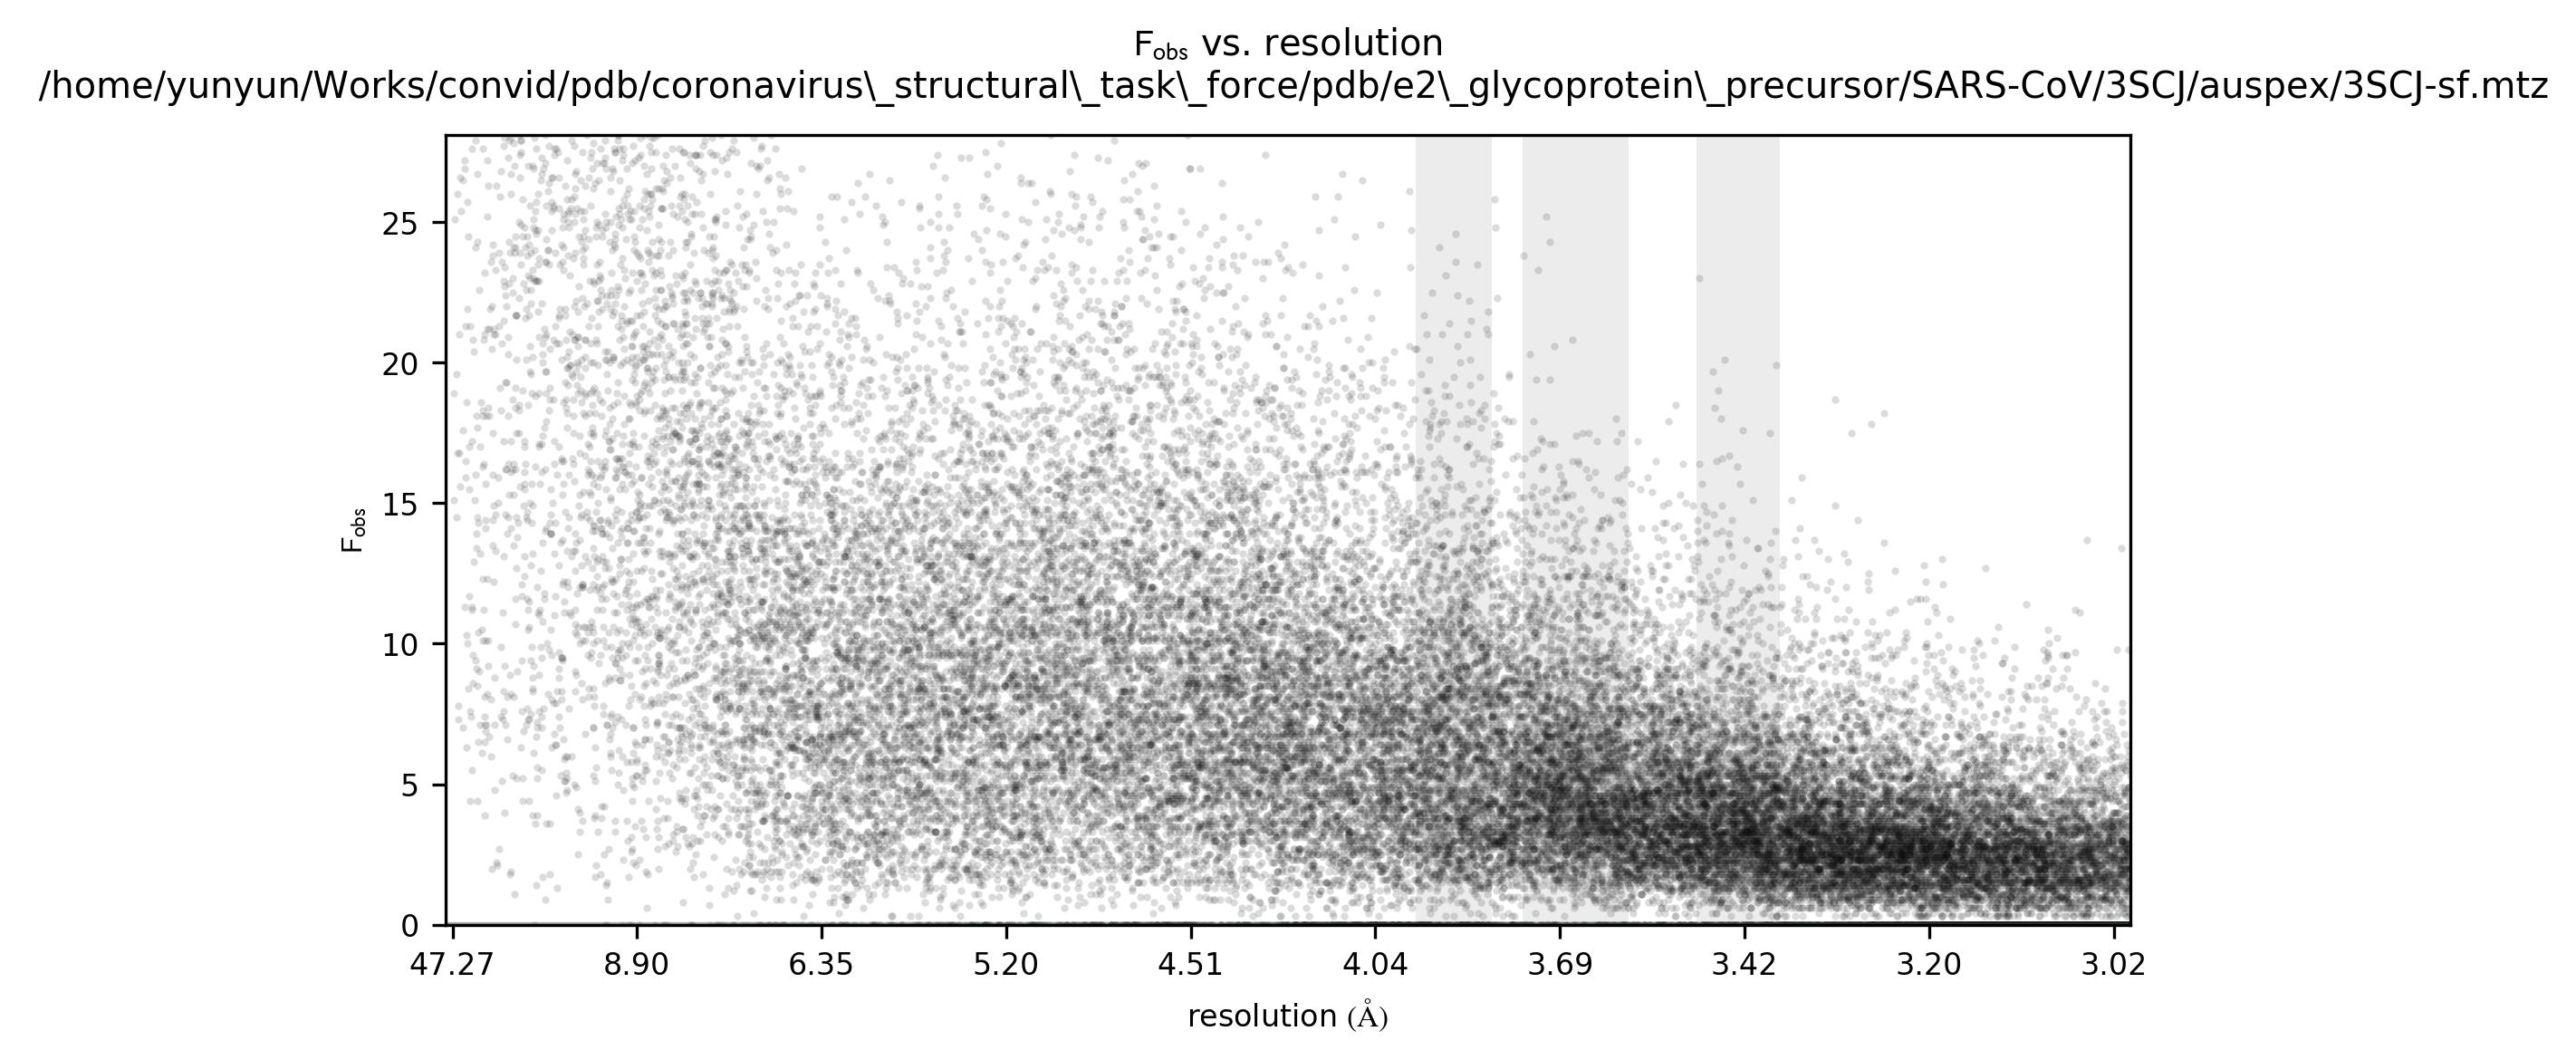 Fobs vs. resolution
/home/yunyun/Works/convid/pdb/coronavirus\_structural\_task\_force/pdb/e2\_glycoprotein\_precursor/SARS-CoV/3SCJ/auspex/3SCJ-sf.mtz
Fobs
25
20
15
10
5
0
47.27 8.90 6.35 5.20 4.51 4.04 3.69 3.42 3.20 3.02
resolution (Å)